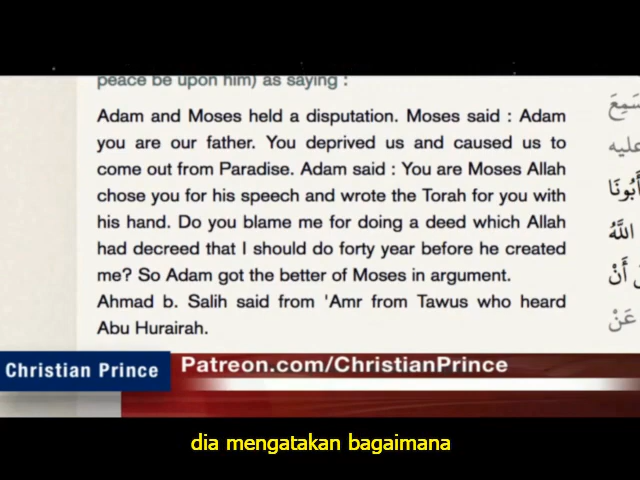 peace be upon him) as saying :
Adam and Moses held a disputation. Moses said : Adam
you are our father. You deprived us and caused us to
come out from Paradise. Adam said : You are Moses Allah
chose you for his speech and wrote the Torah for you with
his hand. Do you blame me for doing a deed which Allah
had decreed that I should do forty year before he created
me? So Adam got the better of Moses in argument.
Ahmad b. Salih said from 'Amr from Tawus who heard
Abu Hurairah.
عليه
أَبُونَا
اللَّهُ
أَنْ
عَنْ
Christian Prince
Patreon.com/ChristianPrince
dia mengatakan bagaimana